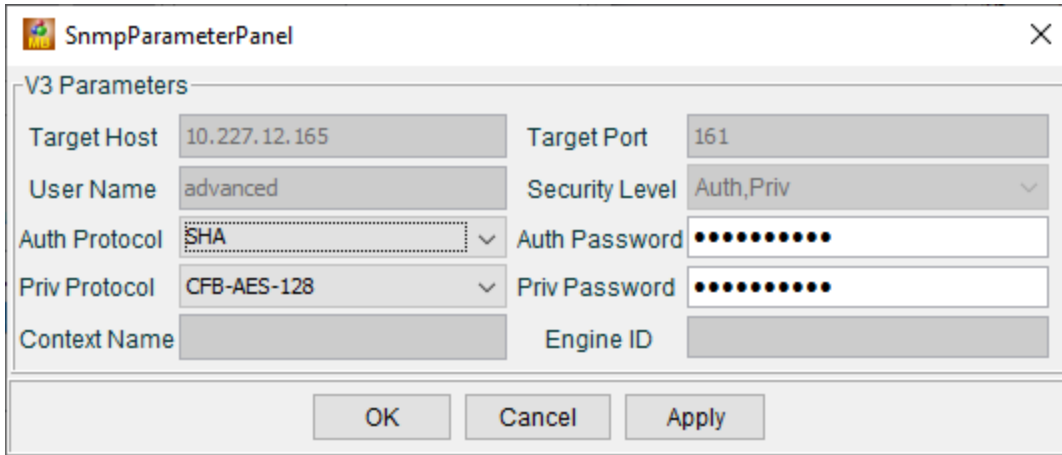 SnmpParameterPanel
V3 Parameters
Target Host 10.227.12.165 Target Port 161
User Name advanced Security Level Auth,Priv
Auth Protocol SHA Auth Password ••••••••••
Priv Protocol CFB-AES-128 Priv Password ••••••••••
Context Name Engine ID
OK Cancel Apply